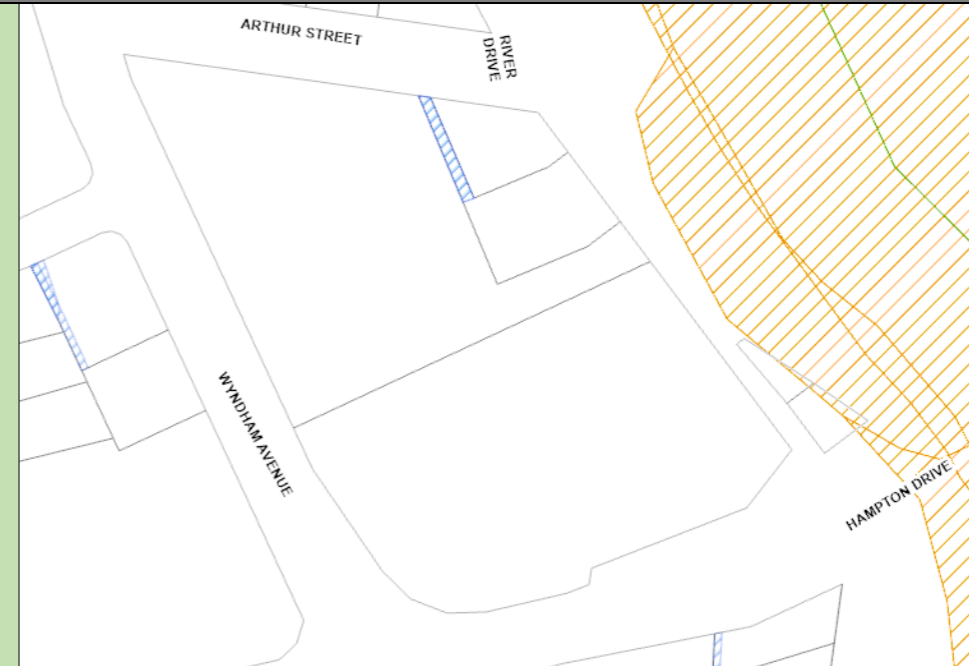 ARTHUR STREET
RIVER
DRIVE
WYNDHAM AVENUE
HAMPTON DRIVE